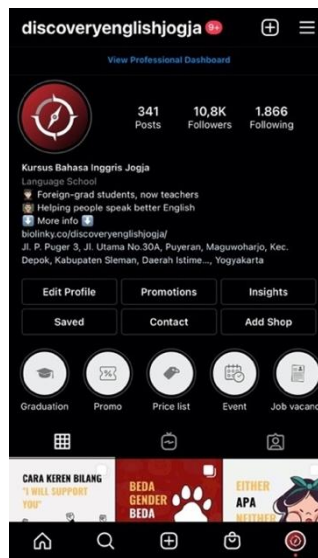 discoveryenglishjogja 9+
View Professional Dashboard
341 10,8K 1.866
Posts Followers Following
Kursus Bahasa Inggris Jogja
Language School
Foreign-grad students, now teachers
Helping people speak better English
More info
biolinky.co/discoveryenglishjogja/
Jl. P. Puger 3, Jl. Utama No.30A, Puyeran, Maguwoharjo, Kec.
Depok, Kabupaten Sleman, Daerah Istime..., Yogyakarta
Edit Profile Promotions Insights
Saved Contact Add Shop
Graduation Promo Price list Event Job vacanc
CARA KEREN BILANG
"I WILL SUPPORT
YOU"
BEDA
GENDER
BEDA
EITHER
APA
NEITHER